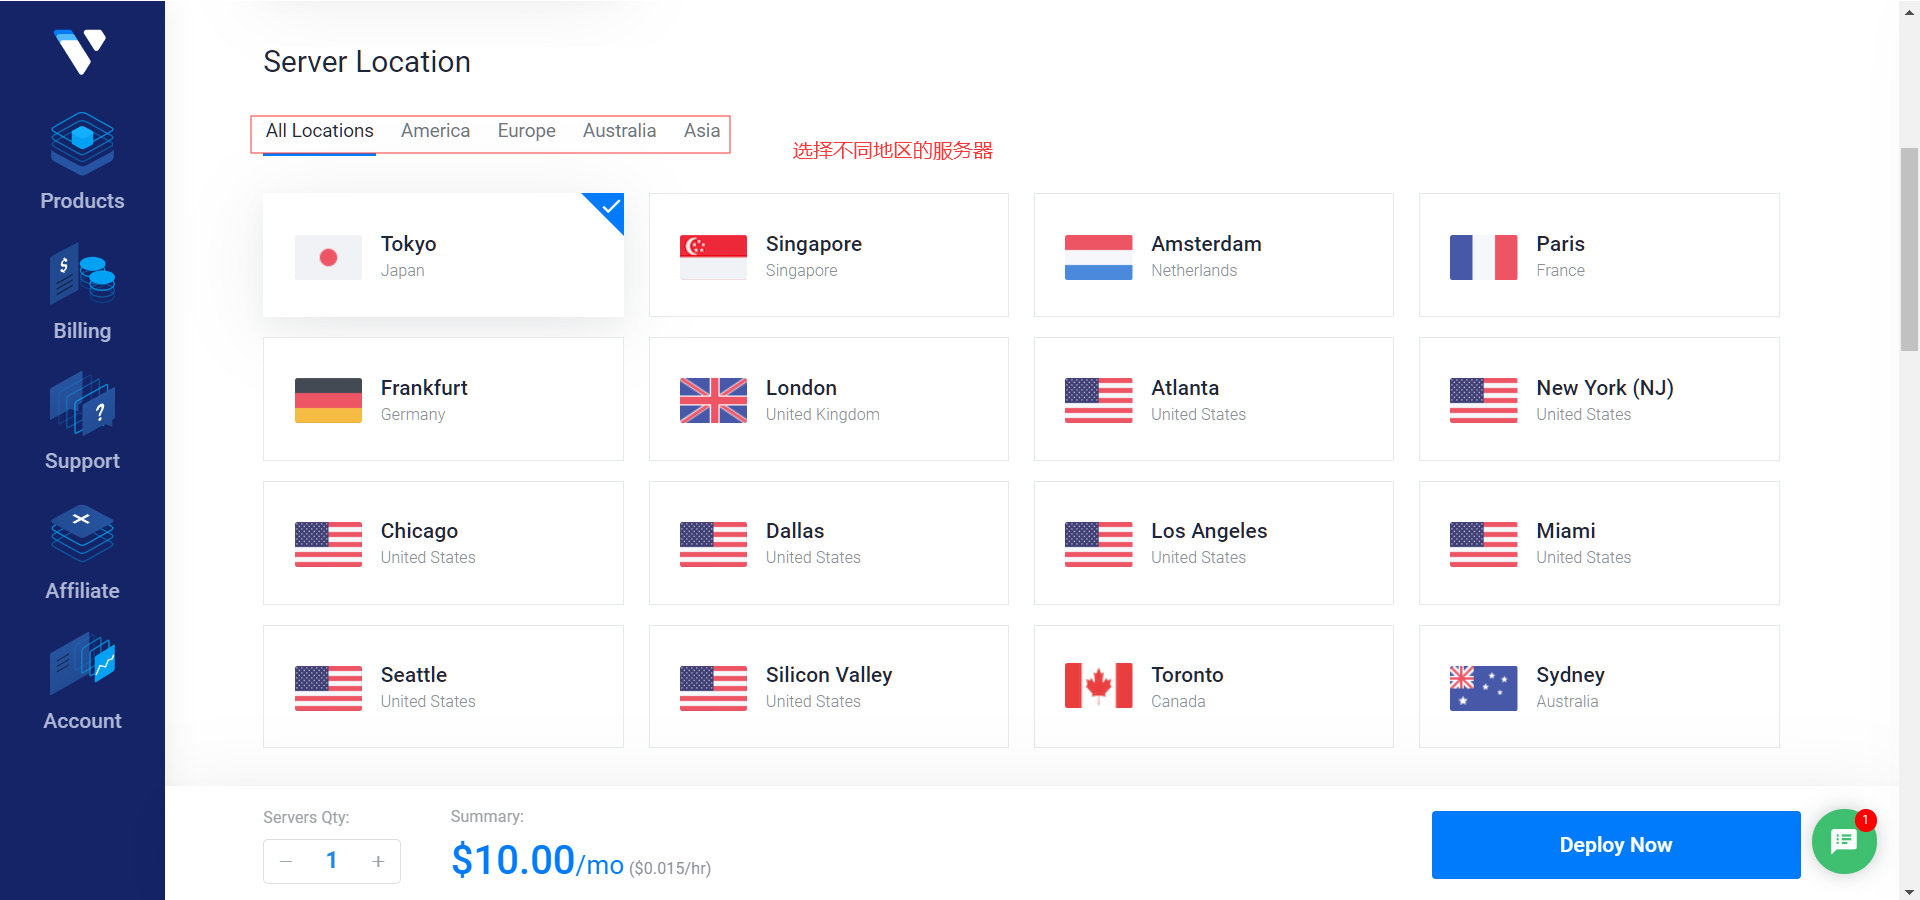 Server Location
All Locations America Europe Australia Asia
选择不同地区的服务器
Products
Billing
Support
Affiliate
Account
Tokyo
Japan
Singapore
Singapore
Amsterdam
Netherlands
Paris
France
Frankfurt
Germany
London
United Kingdom
Atlanta
United States
New York (NJ)
United States
Chicago
United States
Dallas
United States
Los Angeles
United States
Miami
United States
Seattle
United States
Silicon Valley
United States
Toronto
Canada
Sydney
Australia
Servers Qty:
− 1 +
Summary:
$10.00/mo ($0.015/hr)
Deploy Now
1